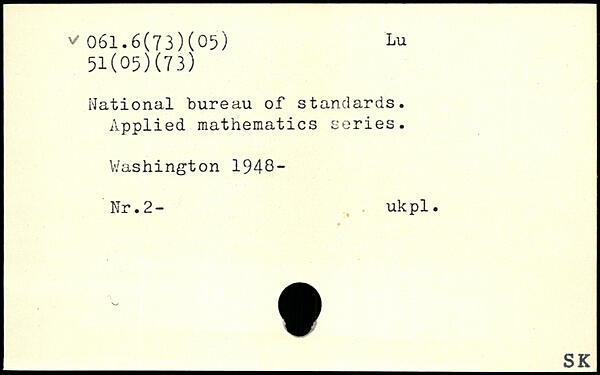 ✓ 061.6(73)(05) Lu
51(05)(73)
National bureau of standards.
Applied mathematics series.
Washington 1948-
Nr.2- ukpl.
SK